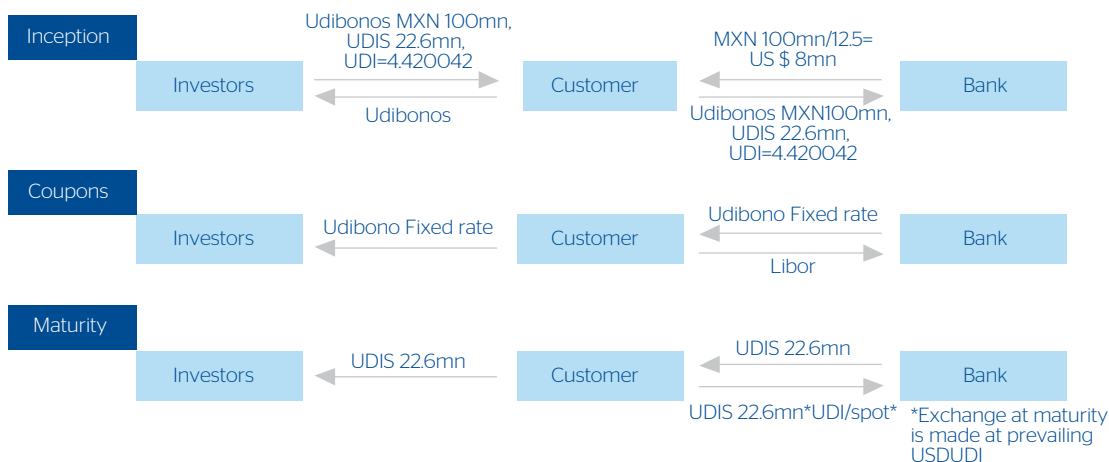 Inception
Udibonos MXN 100mn,
UDIS 22.6mn,
UDI=4.420042
MXN 100mn/12.5=
US $ 8mn
Investors
Customer
Bank
Udibonos
Udibonos MXN100mn,
UDIS 22.6mn,
UDI=4.420042
Coupons
Investors
Udibono Fixed rate
Customer
Udibono Fixed rate
Bank
Libor
Maturity
Investors
UDIS 22.6mn
Customer
UDIS 22.6mn
Bank
UDIS 22.6mn*UDI/spot*
*Exchange at maturity
is made at prevailing
USDUDI